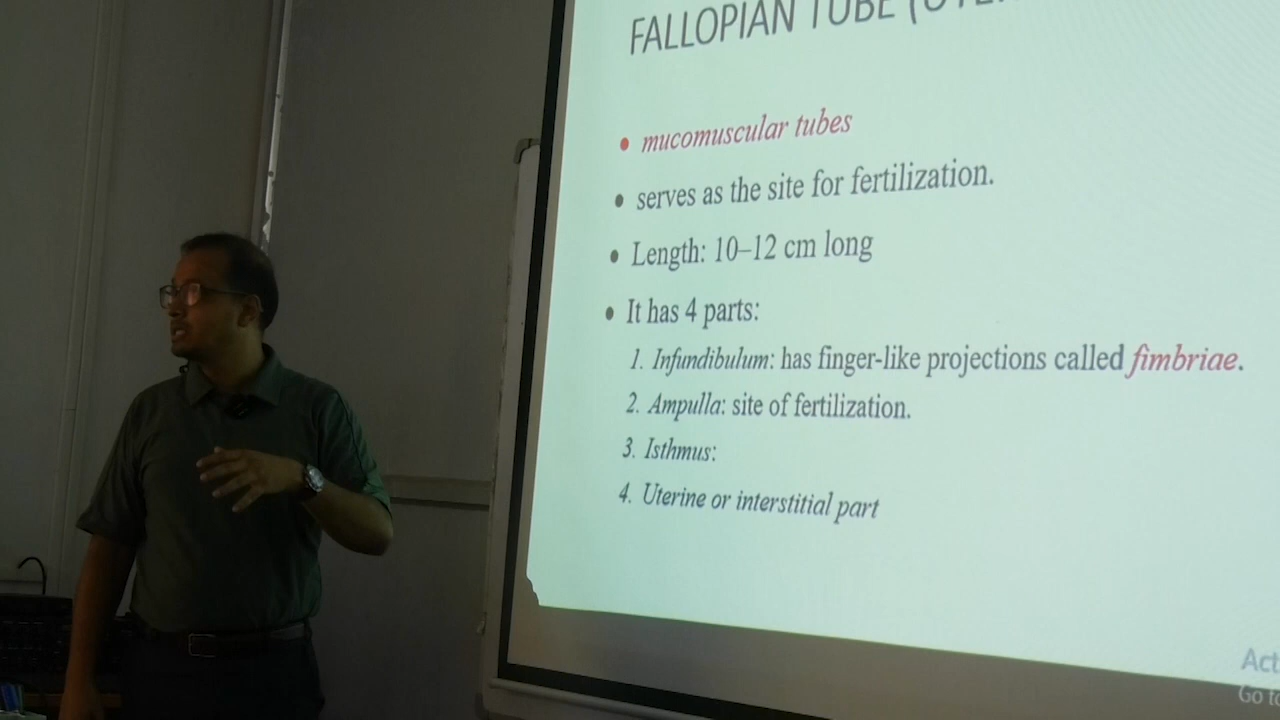 FALLOPIAN TUBE
• mucomuscular tubes
• serves as the site for fertilization.
• Length: 10–12 cm long
• It has 4 parts:
1. Infundibulum: has finger-like projections called fimbriae.
2. Ampulla: site of fertilization.
3. Isthmus:
4. Uterine or interstitial part
Act
Go to